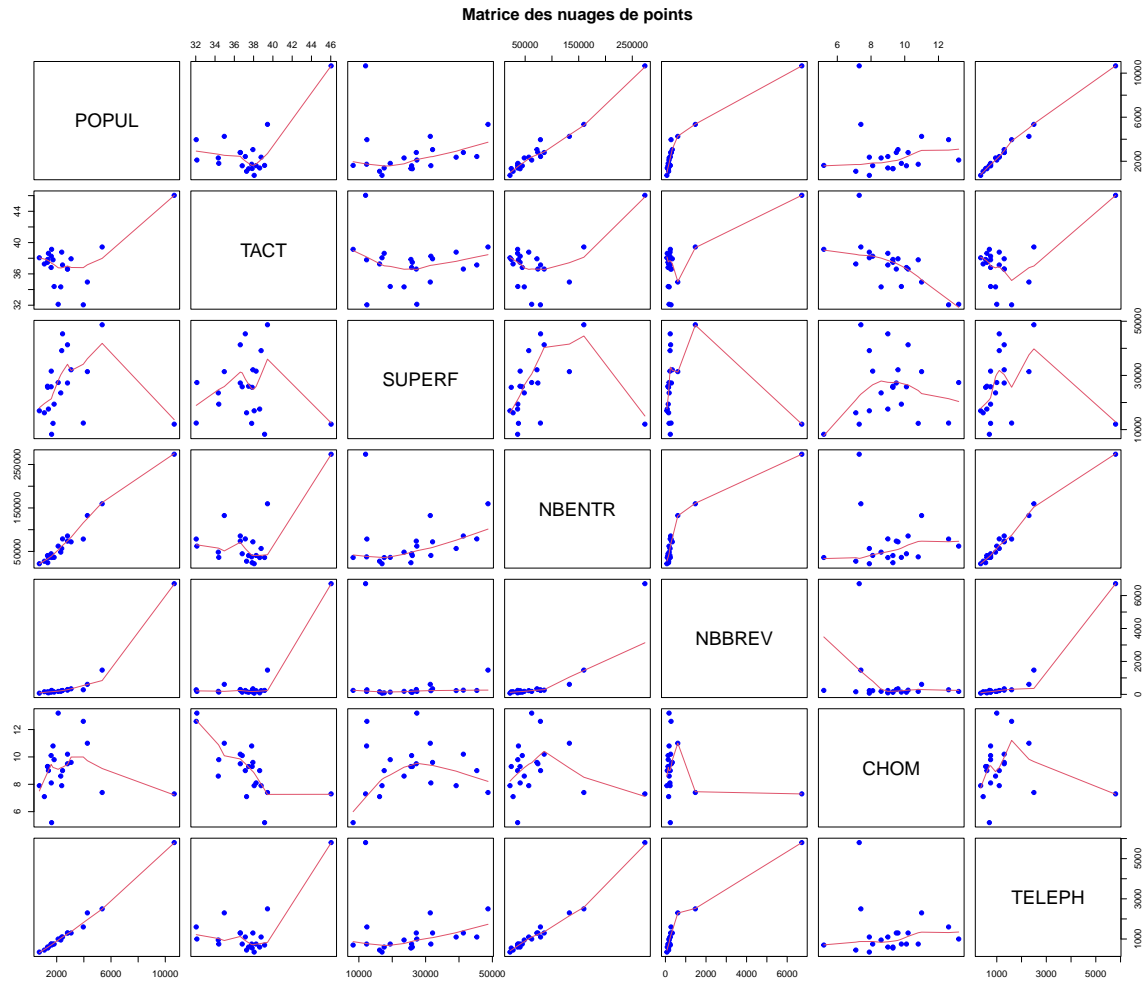 Matrice des nuages de points
32 34 36 38 40 42 44 46
50000 150000 250000
6 8 10 12
POPUL
2000 6000 10000
32 36 40 44
TACT
SUPERF
10000 30000 50000
50000 150000 250000
NBENTR
NBBREV
0 2000 4000 6000
6 8 10 12
CHOM
TELEPH
1000 3000 5000
2000 6000 10000
10000 30000 50000
0 2000 4000 6000
1000 3000 5000